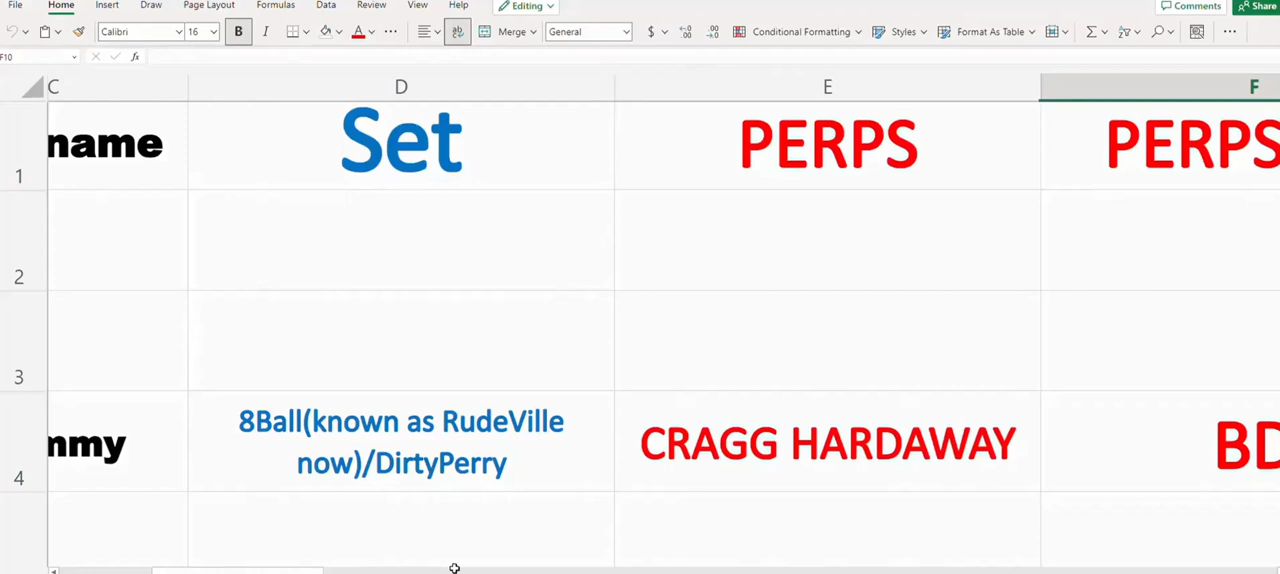 File Home Insert Draw Page Layout Formulas Data Review View Help Editing Comments Share
Calibri 16 B I Merge General $ Conditional Formatting Styles Format As Table
F10 fx
C D E F
1 name Set PERPS PERPS
2
3
4 mmy 8Ball(known as RudeVille
now)/DirtyPerry CRAGG HARDAWAY BD